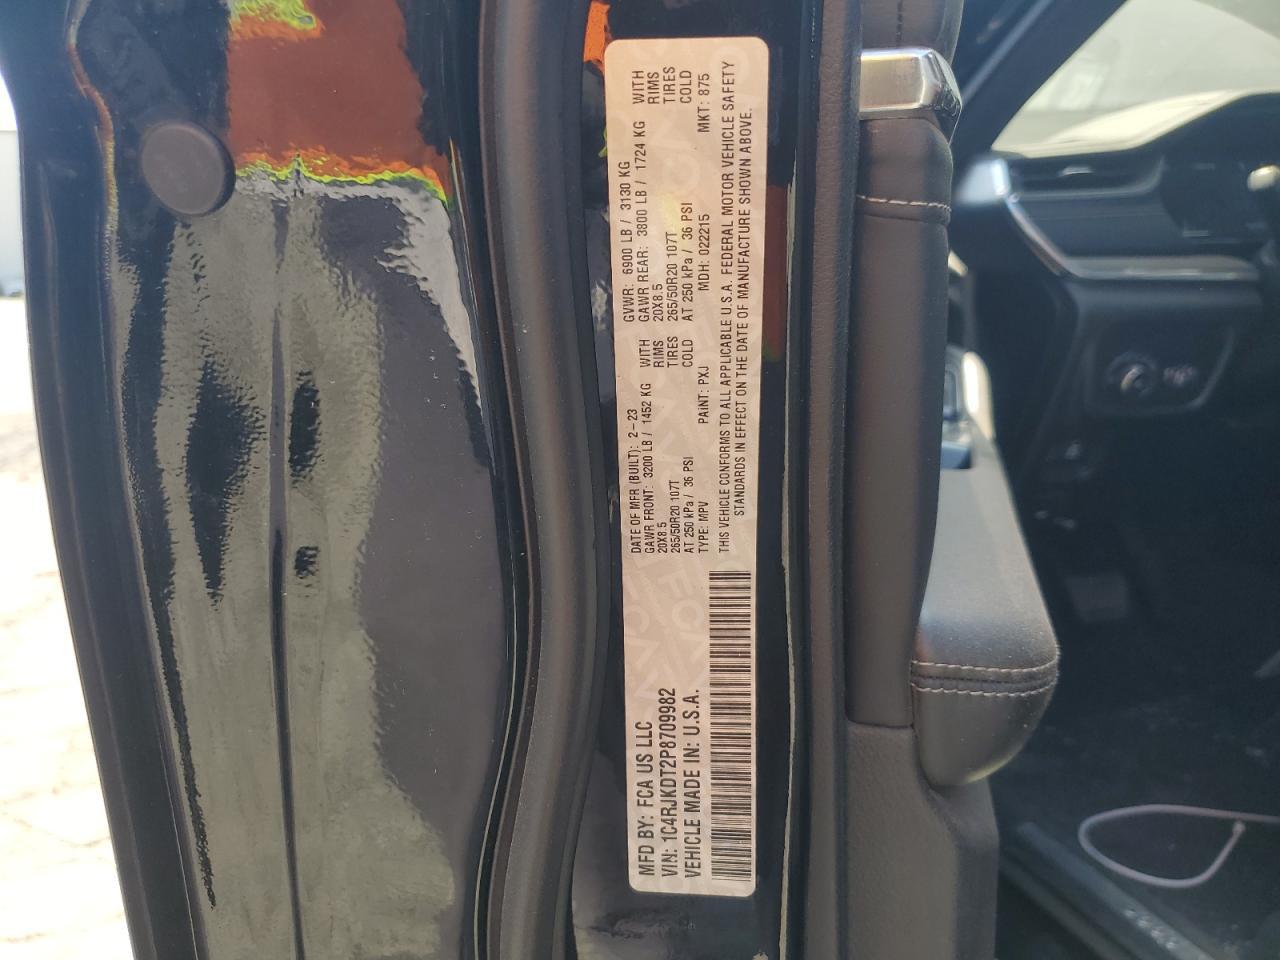 MFD BY: FCA US LLC
VIN: 1C4RJKDT2P8709982
VEHICLE MADE IN: U.S.A.
DATE OF MFR (BUILT): 2-23 GVWR: 6900 LB / 3130 KG
GAWR FRONT: 3200 LB / 1452 KG WITH GAWR REAR: 3800 LB / 1724 KG WITH
20X8.5 RIMS 20X8.5 RIMS
265/50R20 107T TIRES 265/50R20 107T TIRES
AT 250 kPa / 36 PSI COLD AT 250 kPa / 36 PSI COLD
TYPE: MPV PAINT: PXJ MDH: 022215 MKT: 875
THIS VEHICLE CONFORMS TO ALL APPLICABLE U.S.A. FEDERAL MOTOR VEHICLE SAFETY
STANDARDS IN EFFECT ON THE DATE OF MANUFACTURE SHOWN ABOVE.